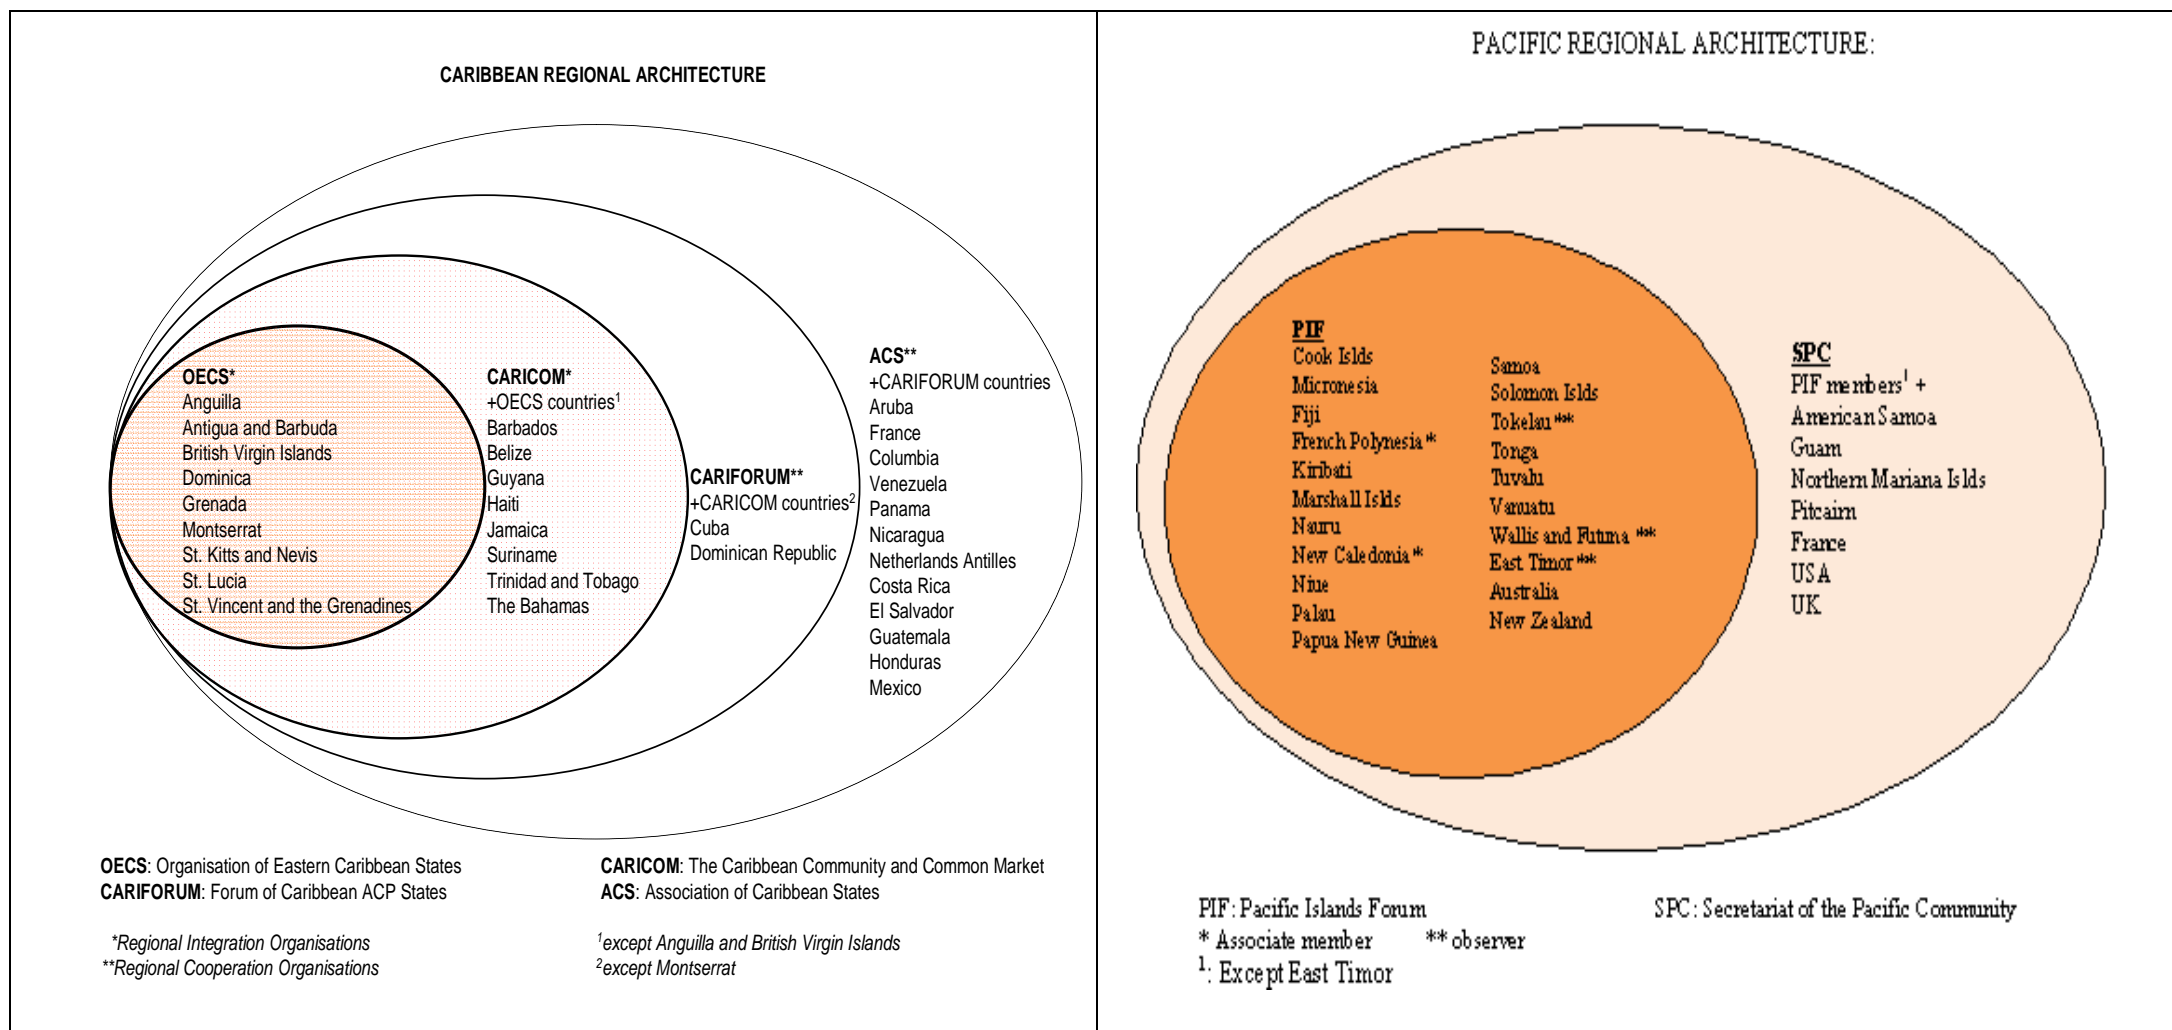 CARIBBEAN REGIONAL ARCHITECTURE
OECS*
Anguilla
Antigua and Barbuda
British Virgin Islands
Dominica
Grenada
Montserrat
St. Kitts and Nevis
St. Lucia
St. Vincent and the Grenadines
CARICOM*
+OECS countries¹
Barbados
Belize
Guyana
Haiti
Jamaica
Suriname
Trinidad and Tobago
The Bahamas
CARIFORUM**
+CARICOM countries²
Cuba
Dominican Republic
ACS**
+CARIFORUM countries
Aruba
France
Columbia
Venezuela
Panama
Nicaragua
Netherlands Antilles
Costa Rica
El Salvador
Guatemala
Honduras
Mexico
OECS: Organisation of Eastern Caribbean States
CARIFORUM: Forum of Caribbean ACP States
CARICOM: The Caribbean Community and Common Market
ACS: Association of Caribbean States
*Regional Integration Organisations
**Regional Cooperation Organisations
¹except Anguilla and British Virgin Islands
²except Montserrat
PACIFIC REGIONAL ARCHITECTURE:
PIF
Cook Islds
Micronesia
Fiji
French Polynesia *
Kiribati
Marshall Islds
Nauru
New Caledonia *
Niue
Palau
Papua New Guinea
Samoa
Solomon Islds
Tokelau **
Tonga
Tuvalu
Vanuatu
Wallis and Futuna **
East Timor **
Australia
New Zealand
SPC
PIF members¹ +
American Samoa
Guam
Northern Mariana Islds
Pitcairn
France
USA
UK
PIF: Pacific Islands Forum
SPC: Secretariat of the Pacific Community
* Associate member ** observer
¹: Except East Timor